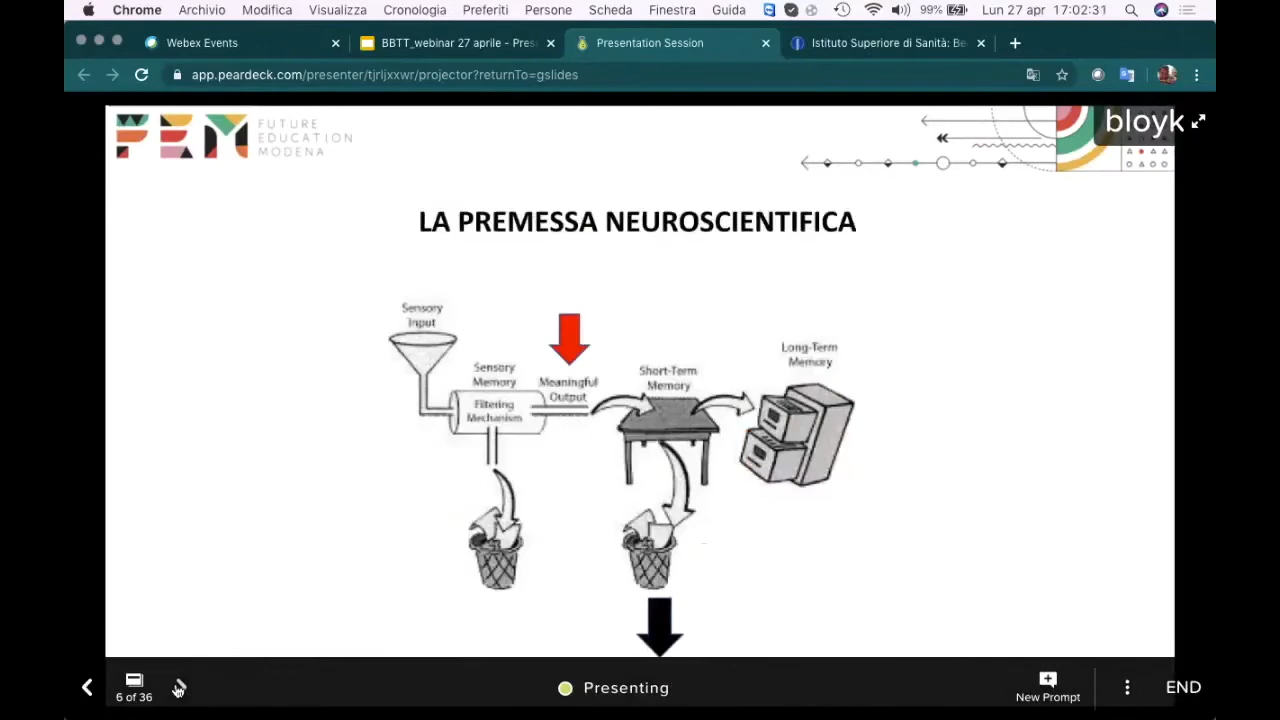 Chrome Archivio Modifica Visualizza Cronologia Preferiti Persone Scheda Finestra Guida 99% Lun 27 apr 17:02:31
Webex Events BBTT_webinar 27 aprile - Pres Presentation Session Istituto Superiore di Sanità: Be
app.peardeck.com/presenter/tjrljxxwr/projector?returnTo=gslides
FEM FUTURE
EDUCATION
MODENA
bloyk
LA PREMESSA NEUROSCIENTIFICA
Sensory
Input
Sensory
Memory
Filtering
Mechanism
Meaningful
Output
Short-Term
Memory
Long-Term
Memory
6 of 36
Presenting
New Prompt
END